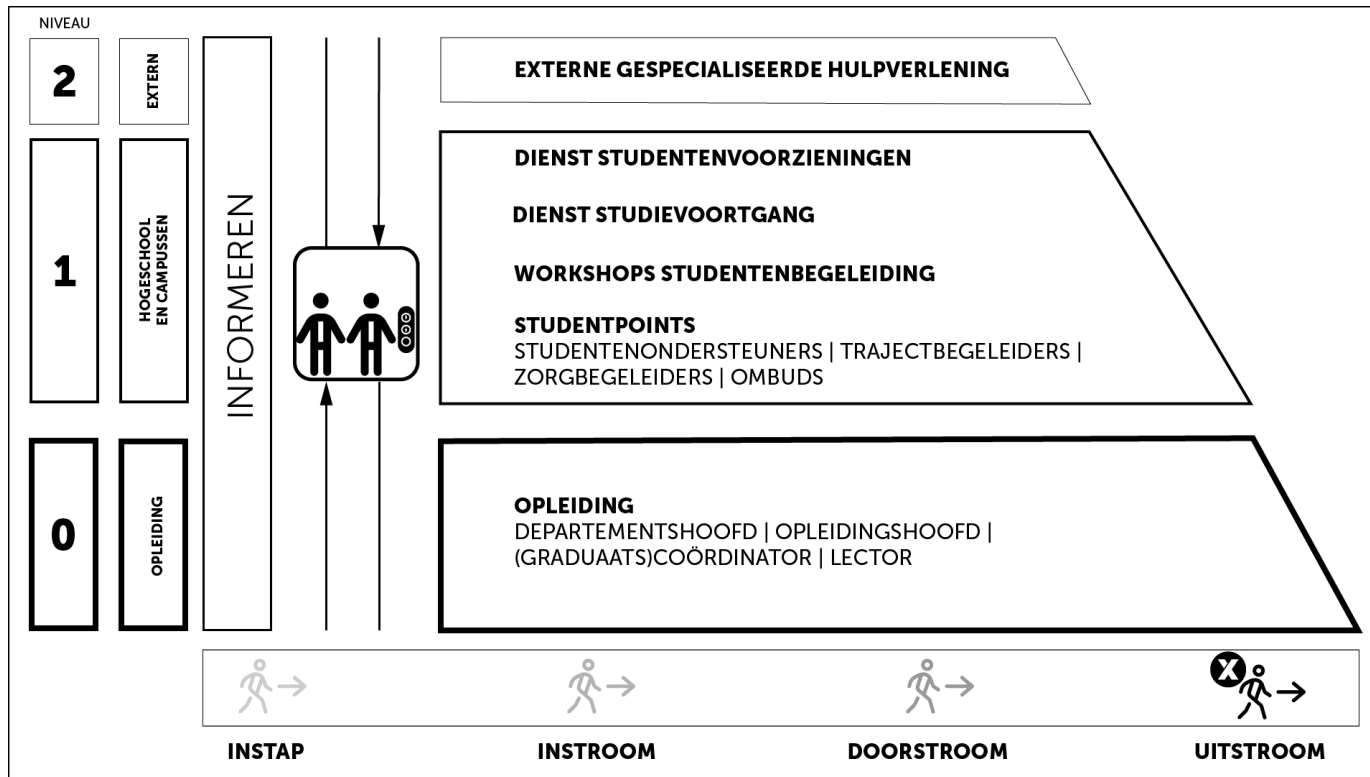 NIVEAU
2
EXTERN
EXTERNE GESPECIALISEERDE HULPVERLENING
1
HOGESCHOOL
EN CAMPUSSEN
INFORMEREN
DIENST STUDENTENVOORZIENINGEN
DIENST STUDIEVOORTGANG
WORKSHOPS STUDENTENBEGELEIDING
STUDENTPOINTS
STUDENTENONDERSTEUNERS | TRAJECTBEGELEIDERS |
ZORGBEGELEIDERS | OMBUDS
0
OPLEIDING
OPLEIDING
DEPARTEMENTSHOOFD | OPLEIDINGSHOOFD |
(GRADUAATS)COÖRDINATOR | LECTOR
X
INSTAP
INSTROOM
DOORSTROOM
UITSTROOM